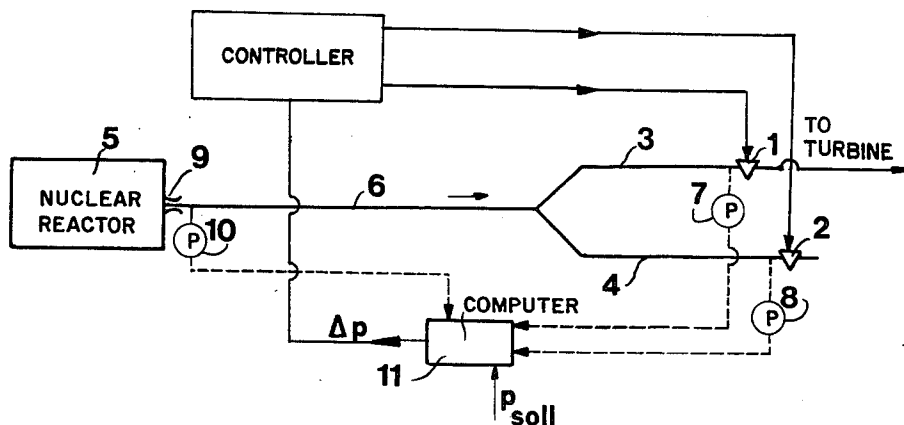 CONTROLLER
5
9
NUCLEAR
REACTOR
P
10
6
3
1
TO
TURBINE
7
P
2
4
8
P
COMPUTER
Δp
11
p soll